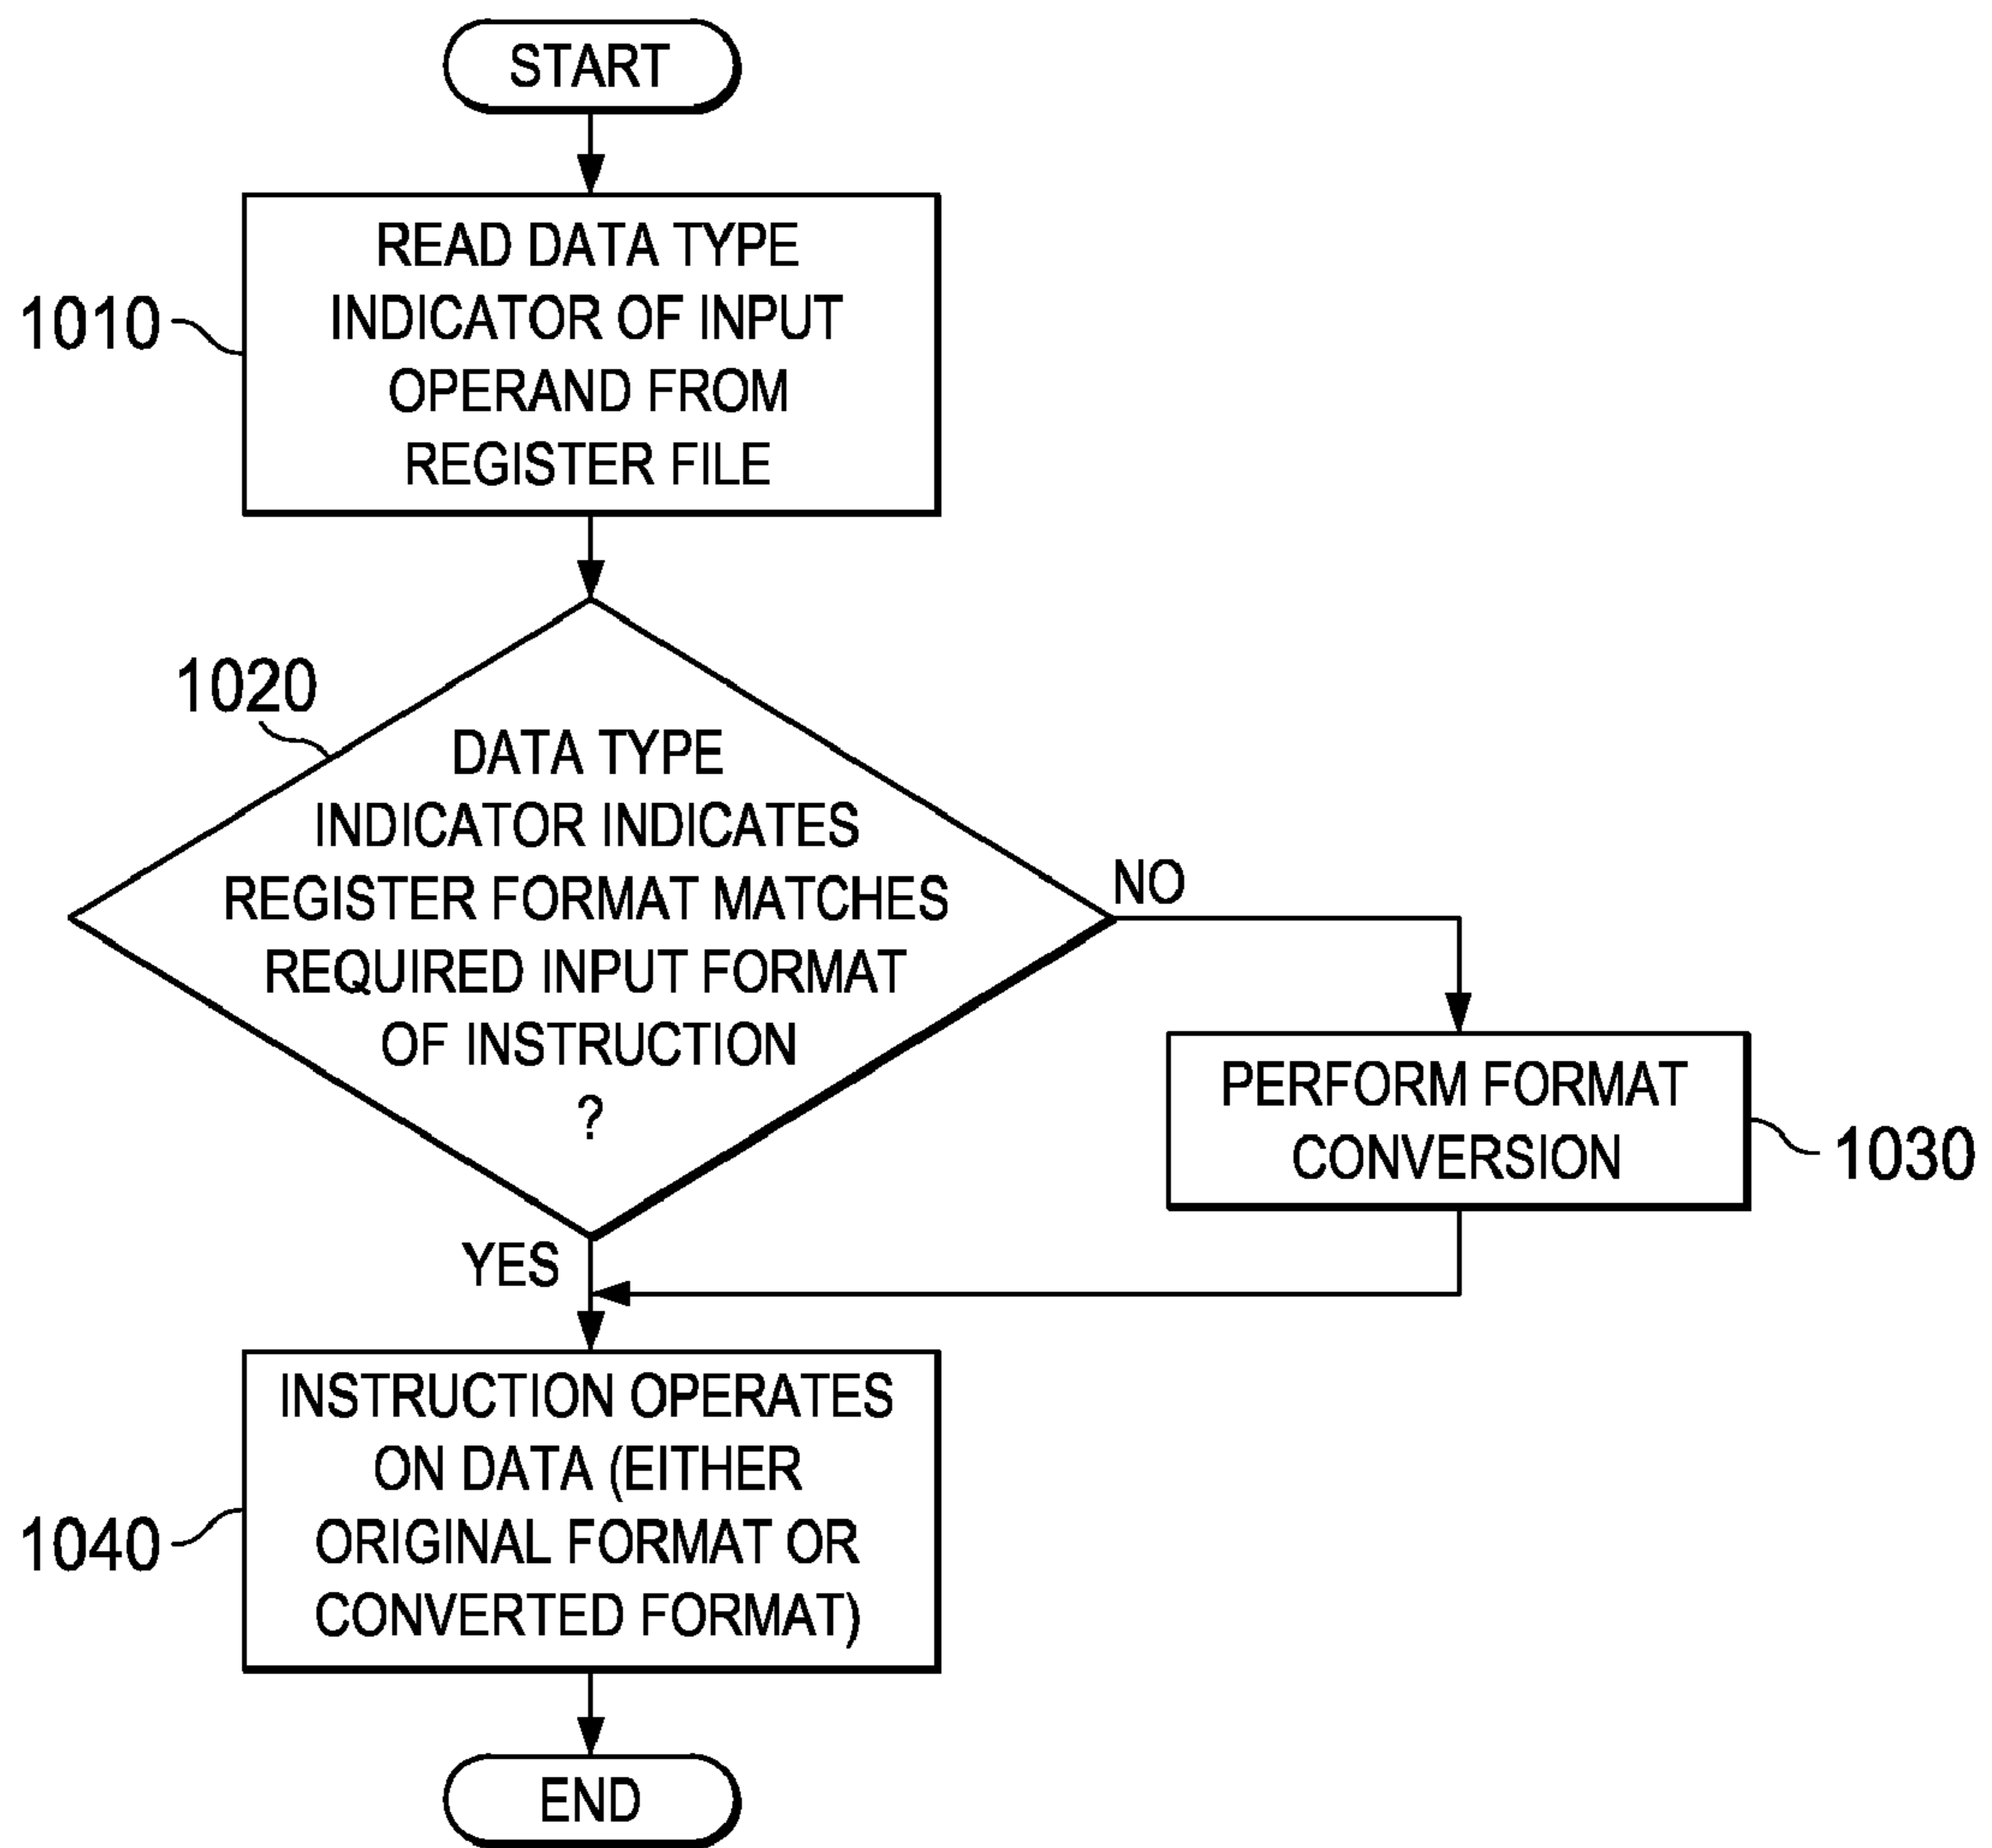 START
READ DATA TYPE
INDICATOR OF INPUT
OPERAND FROM
REGISTER FILE
1010
1020
DATA TYPE
INDICATOR INDICATES
REGISTER FORMAT MATCHES
REQUIRED INPUT FORMAT
OF INSTRUCTION
?
NO
PERFORM FORMAT
CONVERSION
1030
YES
INSTRUCTION OPERATES
ON DATA (EITHER
ORIGINAL FORMAT OR
CONVERTED FORMAT)
1040
END